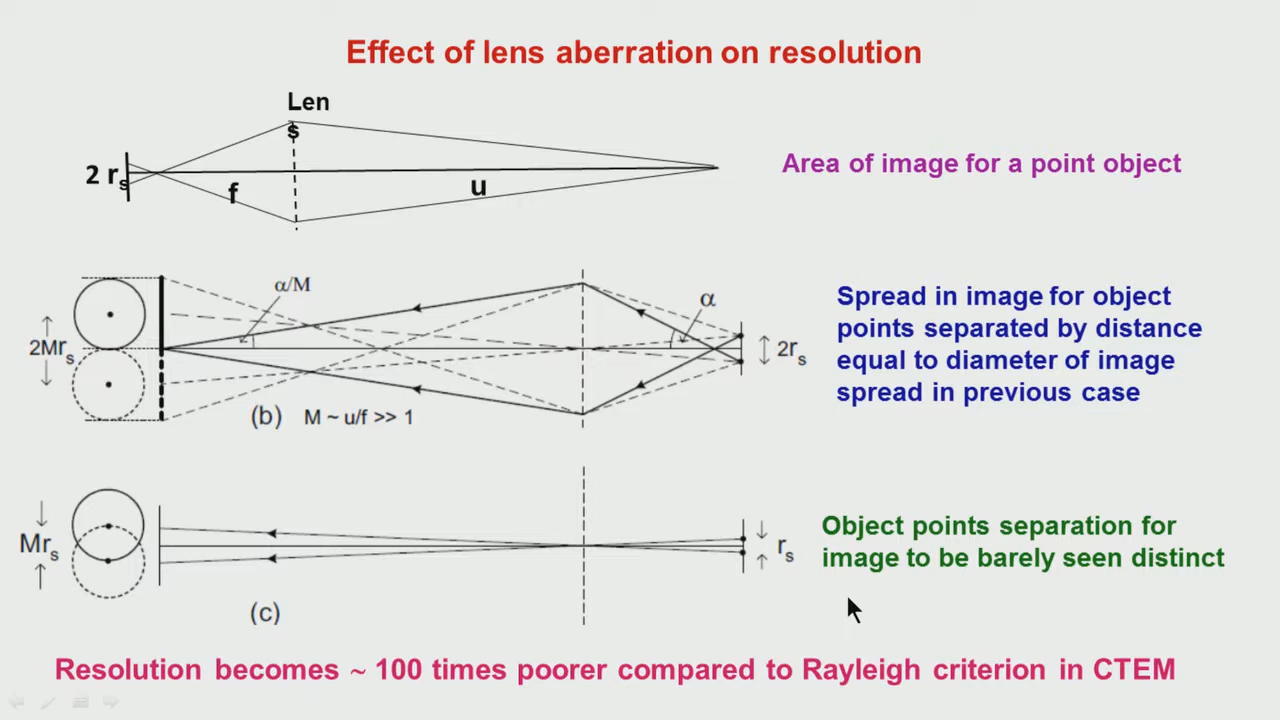 Effect of lens aberration on resolution
Len
s
2 rs
f
u
Area of image for a point object
α/M
α
2Mrs
2rs
(b) M ~ u/f >> 1
Spread in image for object
points separated by distance
equal to diameter of image
spread in previous case
Mrs
rs
(c)
Object points separation for
image to be barely seen distinct
Resolution becomes ~ 100 times poorer compared to Rayleigh criterion in CTEM